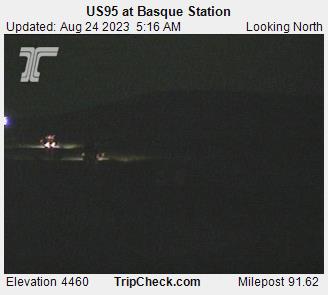 US95 at Basque Station
Updated: Aug 24 2023 5:16 AM Looking North
Elevation 4460 TripCheck.com Milepost 91.62